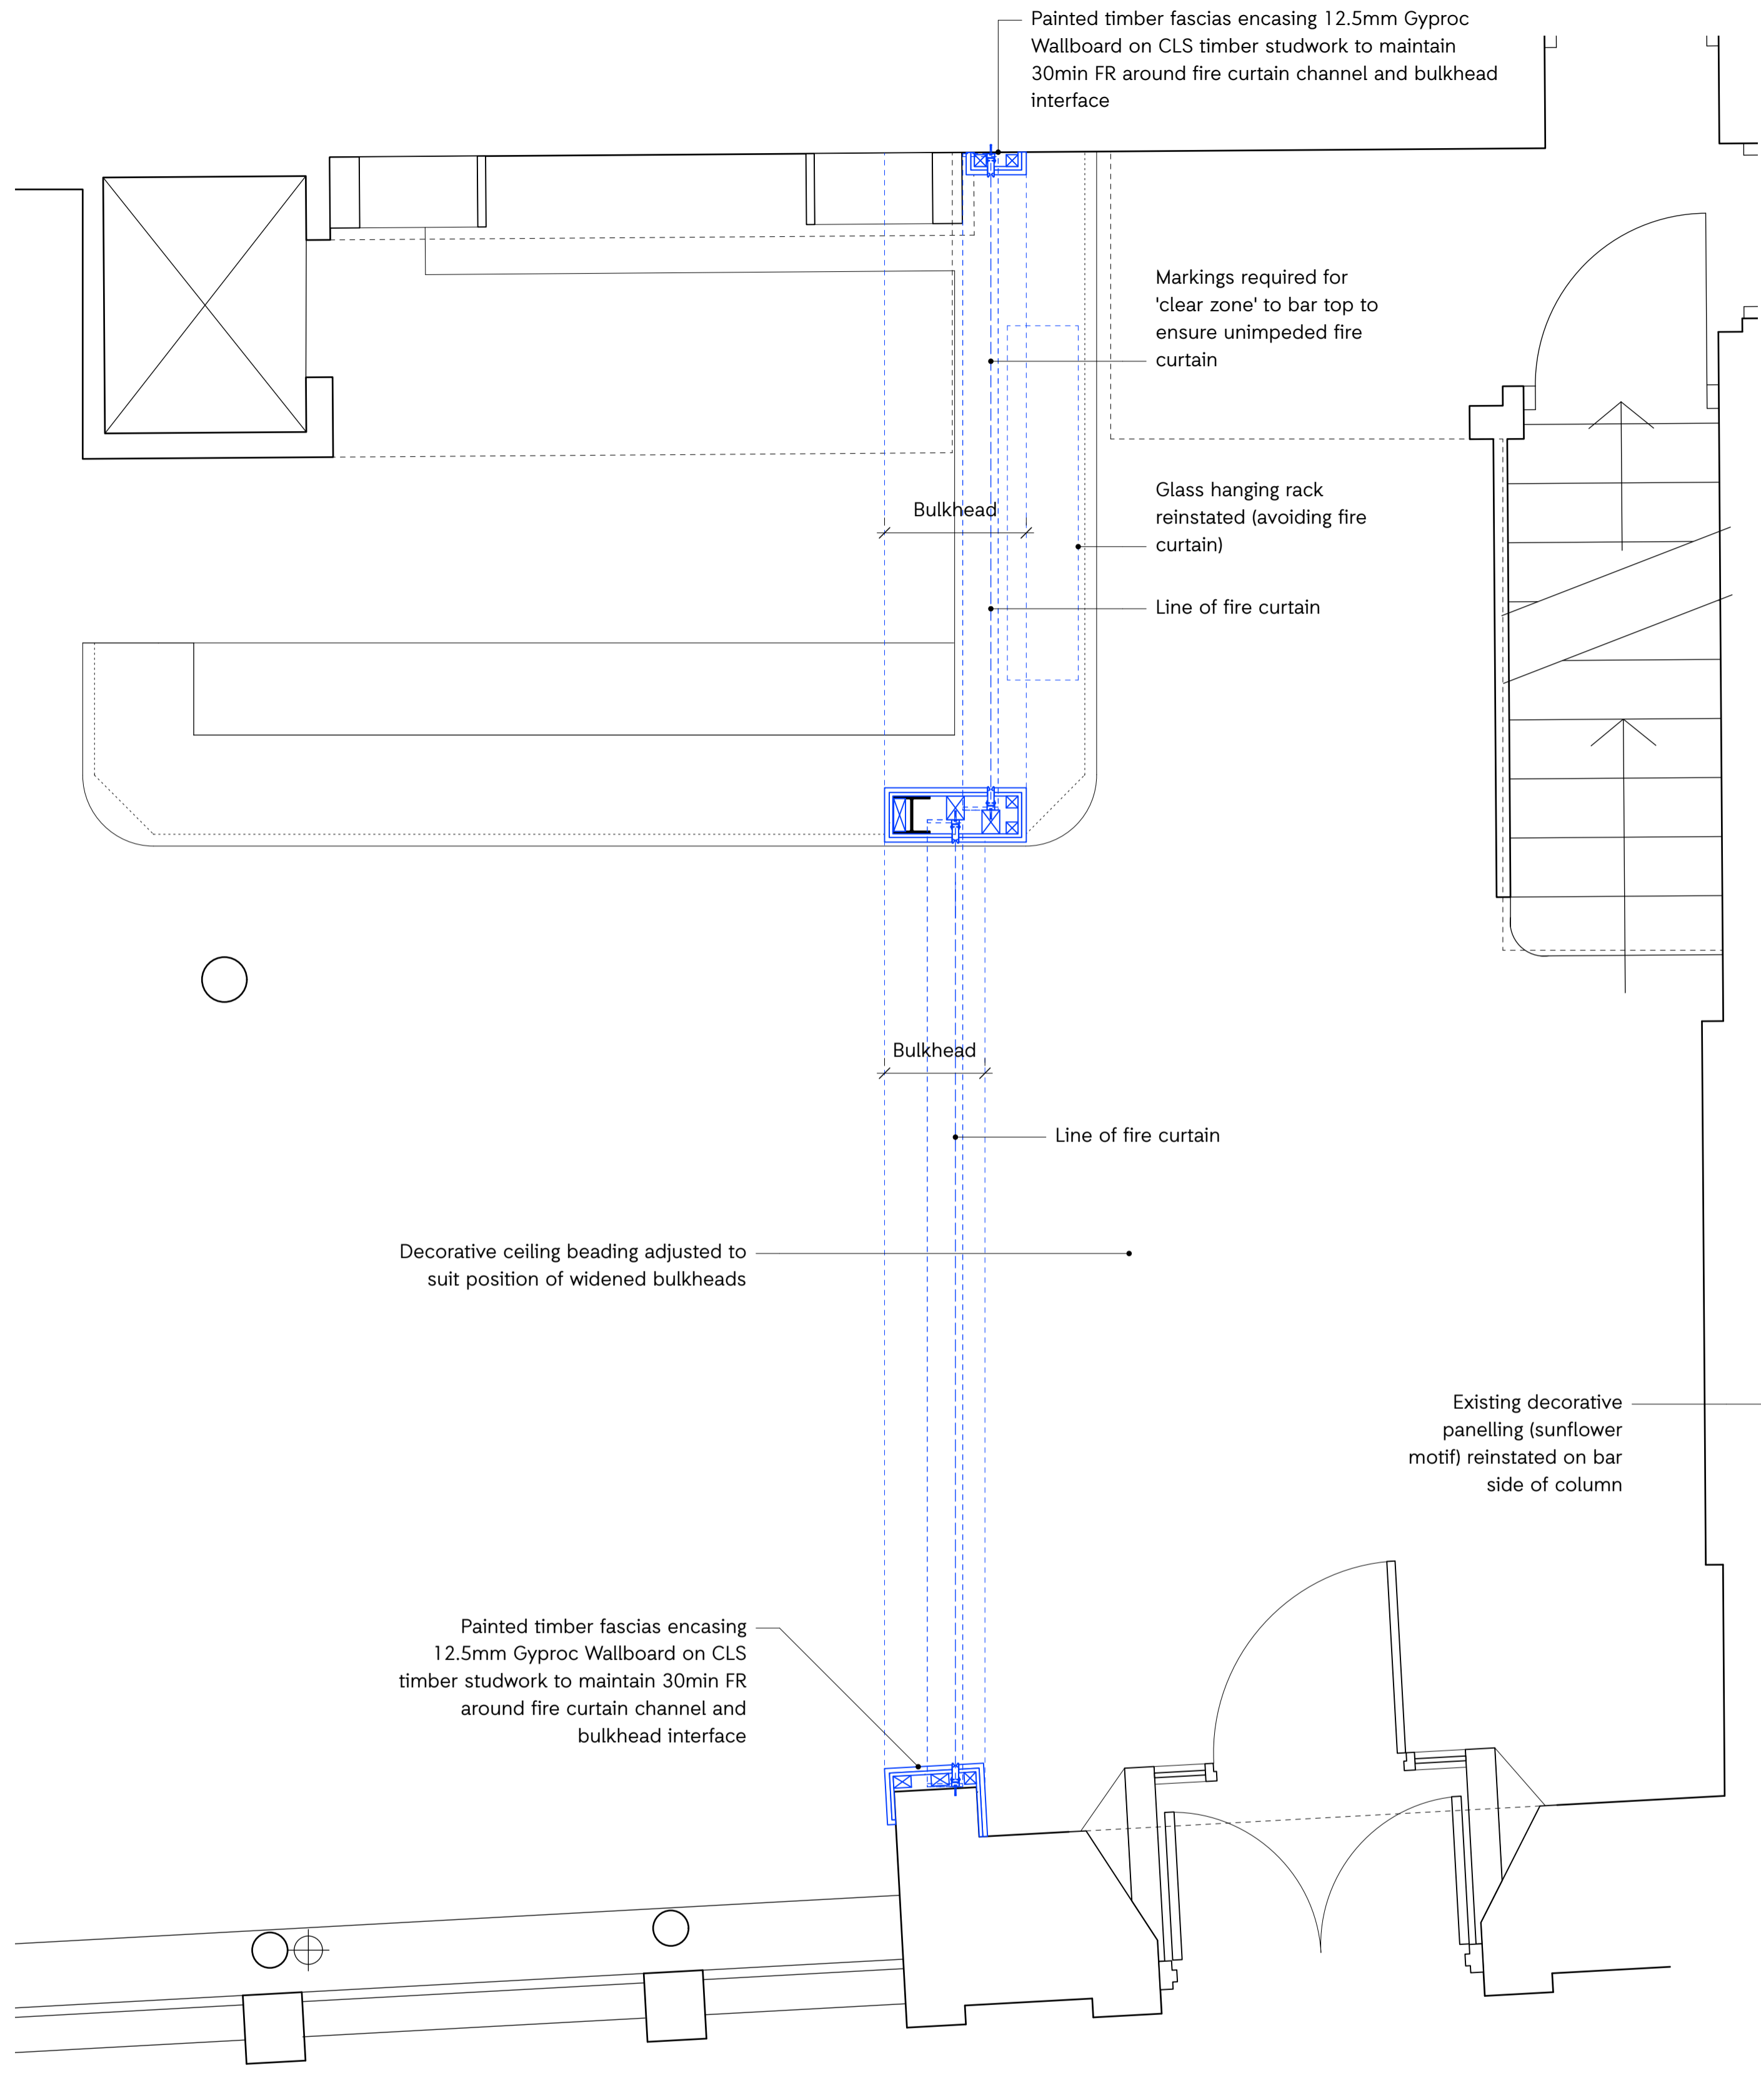 Painted timber fascias encasing 12.5mm Gyproc
Wallboard on CLS timber studwork to maintain
30min FR around fire curtain channel and bulkhead
interface
Markings required for
'clear zone' to bar top to
ensure unimpeded fire
curtain
Glass hanging rack
reinstated (avoiding fire
curtain)
Bulkhead
Line of fire curtain
Bulkhead
Line of fire curtain
Decorative ceiling beading adjusted to
suit position of widened bulkheads
Existing decorative
panelling (sunflower
motif) reinstated on bar
side of column
Painted timber fascias encasing
12.5mm Gyproc Wallboard on CLS
timber studwork to maintain 30min FR
around fire curtain channel and
bulkhead interface